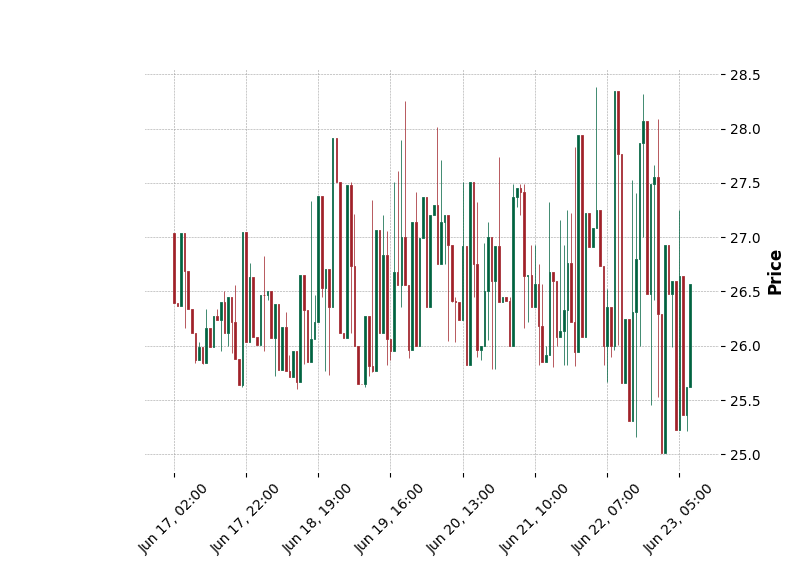 28.5
28.0
27.5
27.0
26.5
26.0
25.5
25.0
Price
Jun 17, 02:00
Jun 17, 22:00
Jun 18, 19:00
Jun 19, 16:00
Jun 20, 13:00
Jun 21, 10:00
Jun 22, 07:00
Jun 23, 05:00